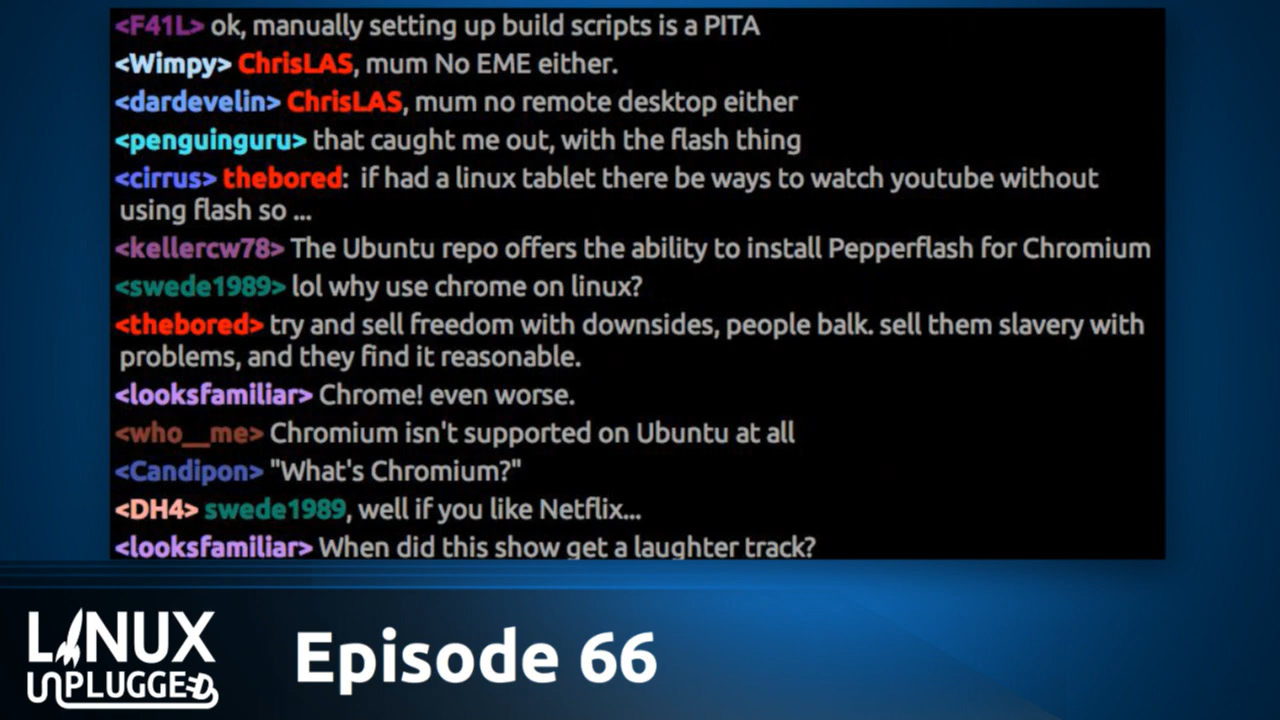 <F41L> ok, manually setting up build scripts is a PITA
<Wimpy> ChrisLAS, mum No EME either.
<dardevelin> ChrisLAS, mum no remote desktop either
<penguinguru> that caught me out, with the flash thing
<cirrus> thebored:  if had a linux tablet there be ways to watch youtube without
using flash so ...
<kellercw78> The Ubuntu repo offers the ability to install Pepperflash for Chromium
<swede1989> lol why use chrome on linux?
<thebored> try and sell freedom with downsides, people balk. sell them slavery with
problems, and they find it reasonable.
<looksfamiliar> Chrome! even worse.
<who__me> Chromium isn't supported on Ubuntu at all
<Candipon> "What's Chromium?"
<DH4> swede1989, well if you like Netflix...
<looksfamiliar> When did this show get a laughter track?
LINUX
UNPLUGGED
Episode 66